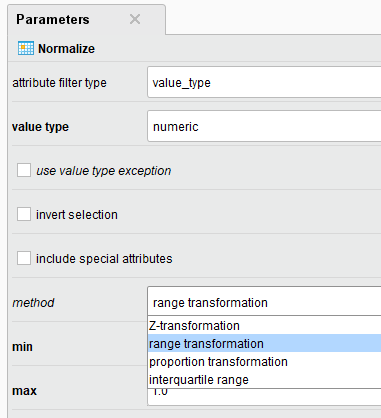 Parameters
Normalize
attribute filter type value_type
value type numeric
use value type exception
invert selection
include special attributes
method range transformation
Z-transformation
min range transformation
proportion transformation
interquartile range
max 1.0